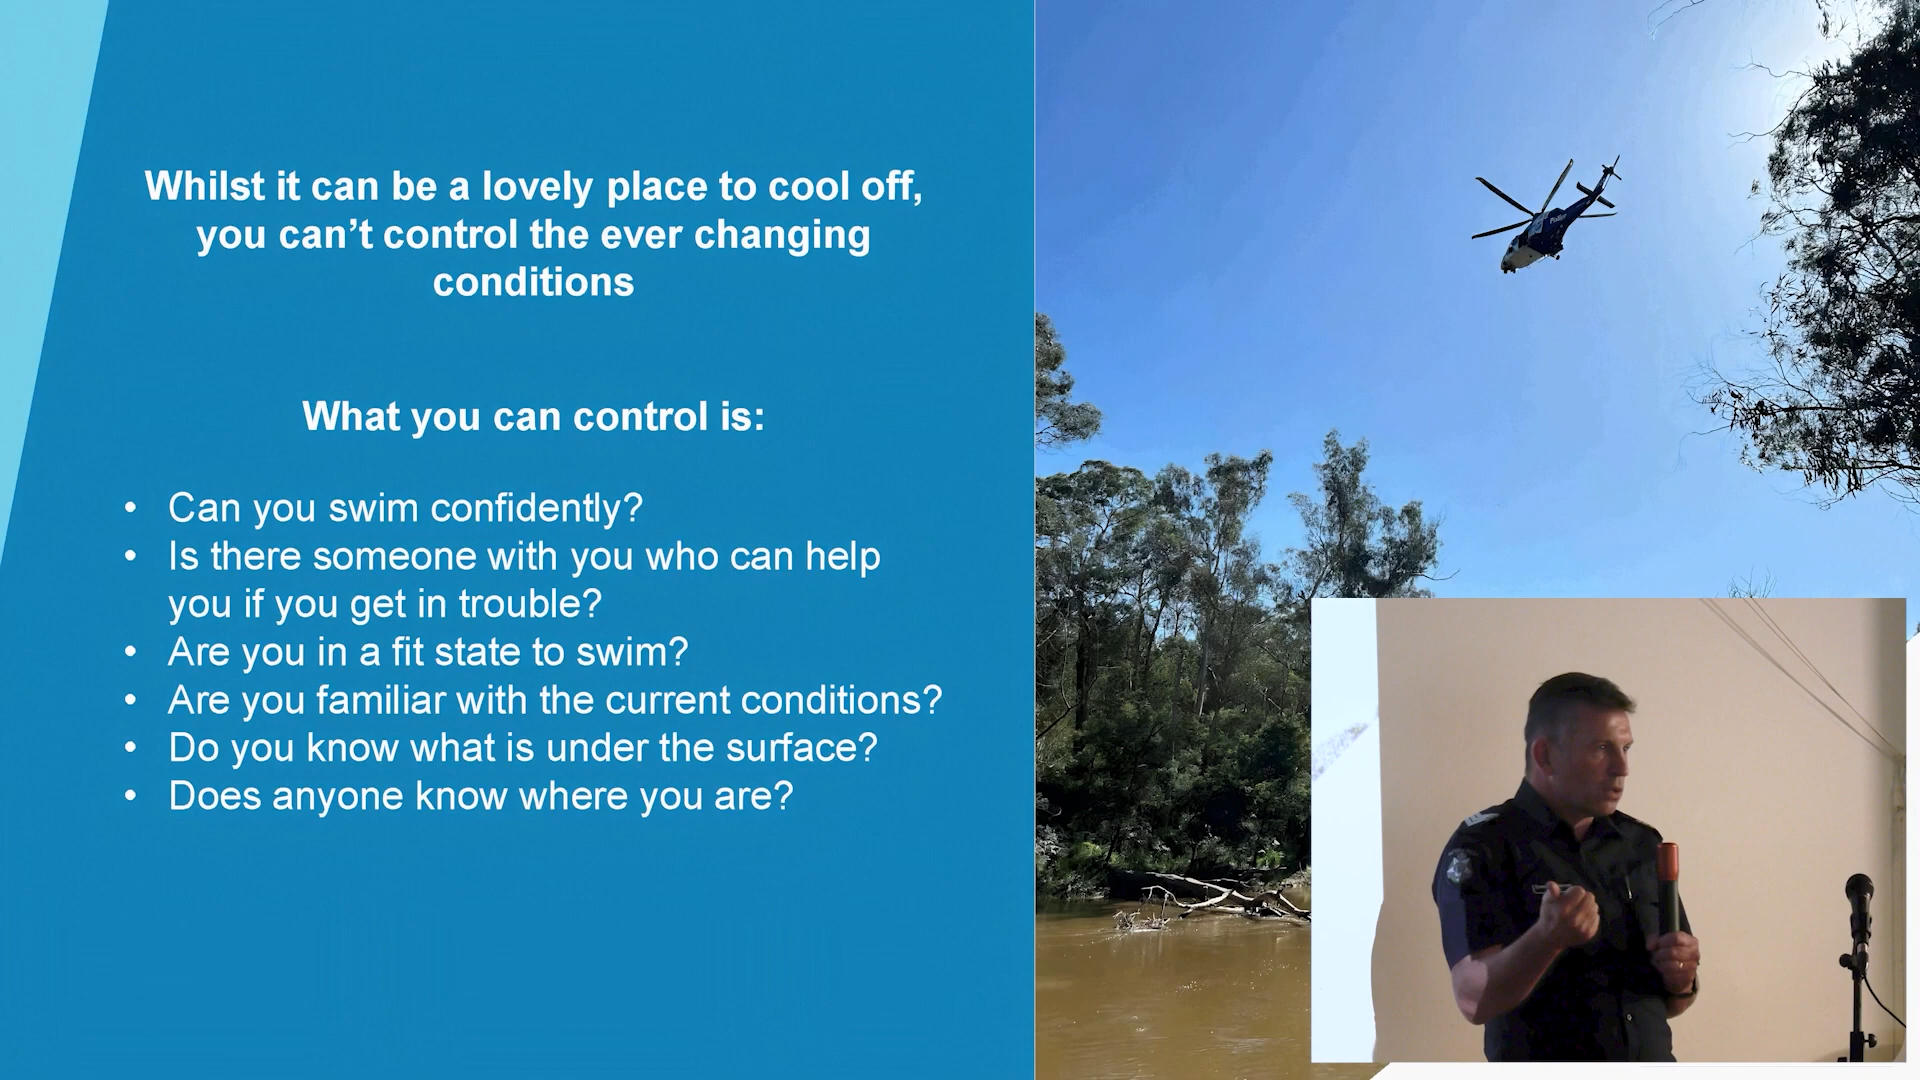 Whilst it can be a lovely place to cool off,
you can’t control the ever changing
conditions
What you can control is:
• Can you swim confidently?
• Is there someone with you who can help
you if you get in trouble?
• Are you in a fit state to swim?
• Are you familiar with the current conditions?
• Do you know what is under the surface?
• Does anyone know where you are?
Police